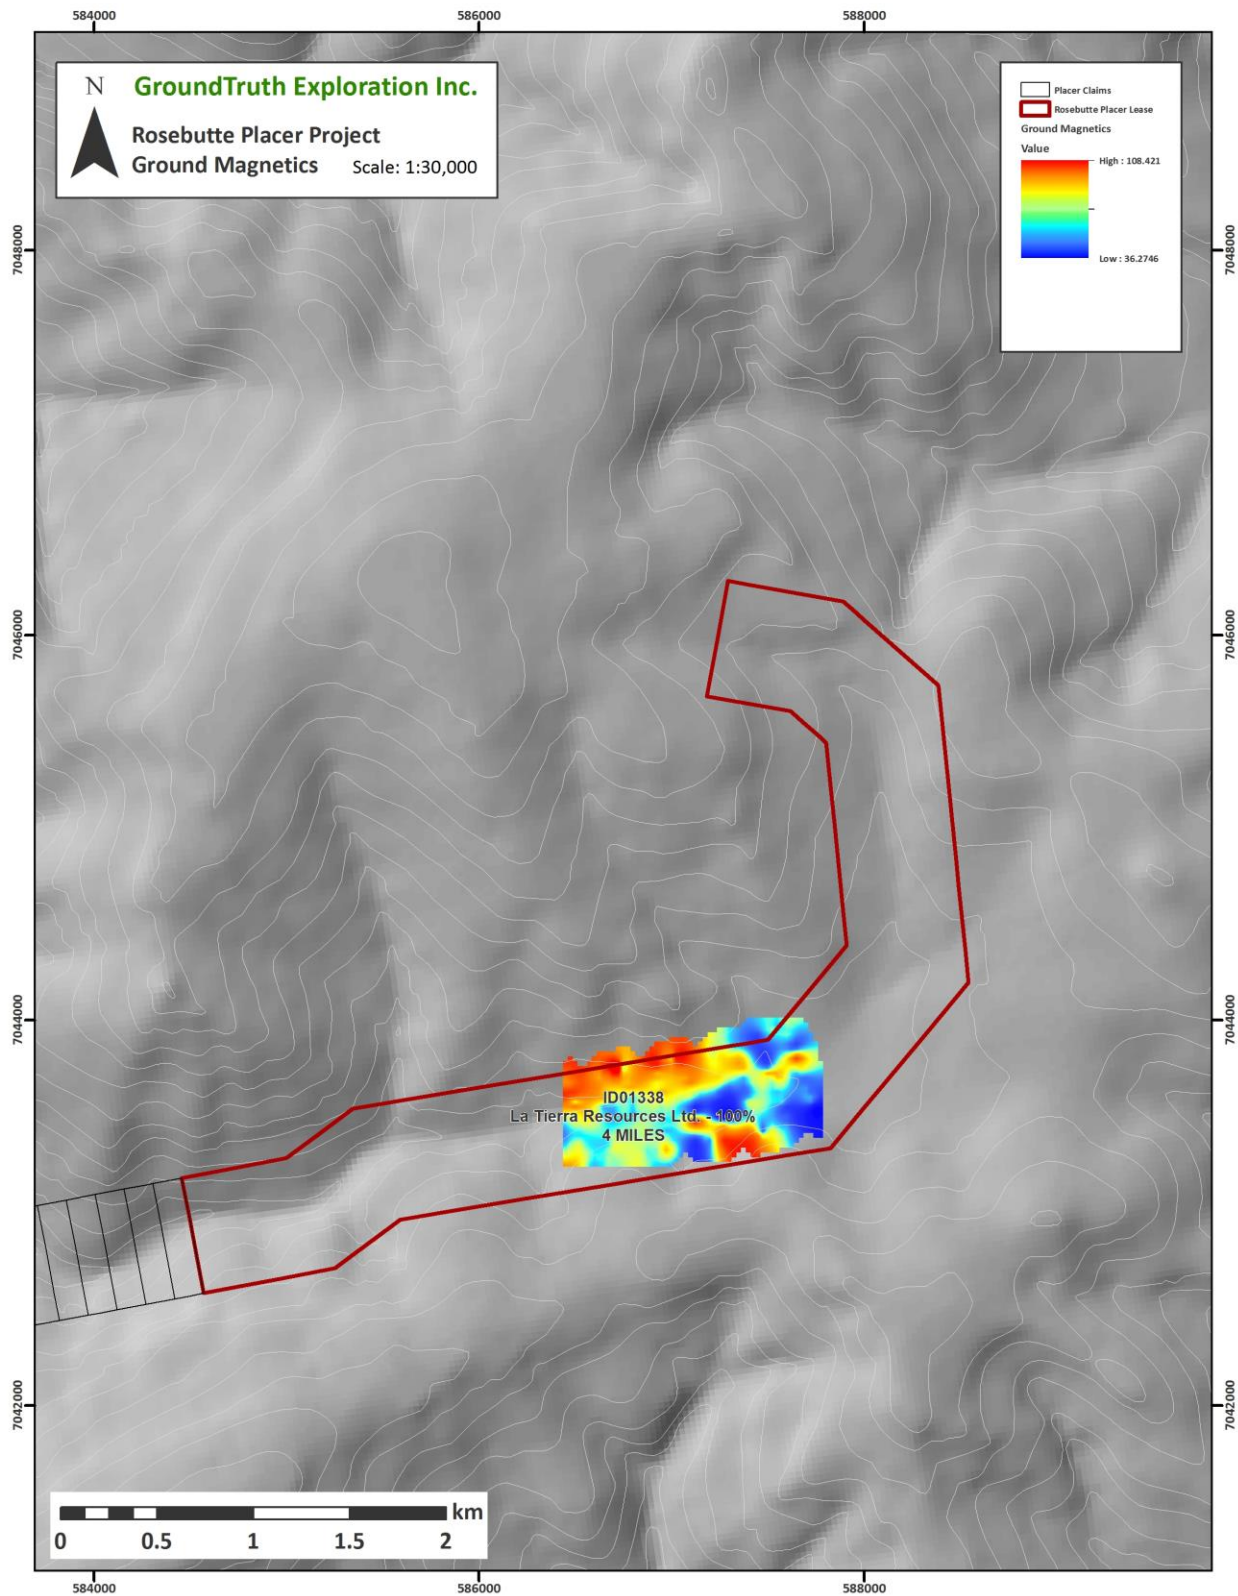 584000
586000
588000
N
GroundTruth Exploration Inc.
Rosebutte Placer Project
Ground Magnetics
Scale: 1:30,000
Placer Claims
Rosebutte Placer Lease
Ground Magnetics
Value
High : 108.421
Low : 36.2746
7048000
7048000
7046000
7046000
7044000
7044000
ID01338
La Tierra Resources Ltd. - 100%
4 MILES
7042000
7042000
km
0
0.5
1
1.5
2
584000
586000
588000